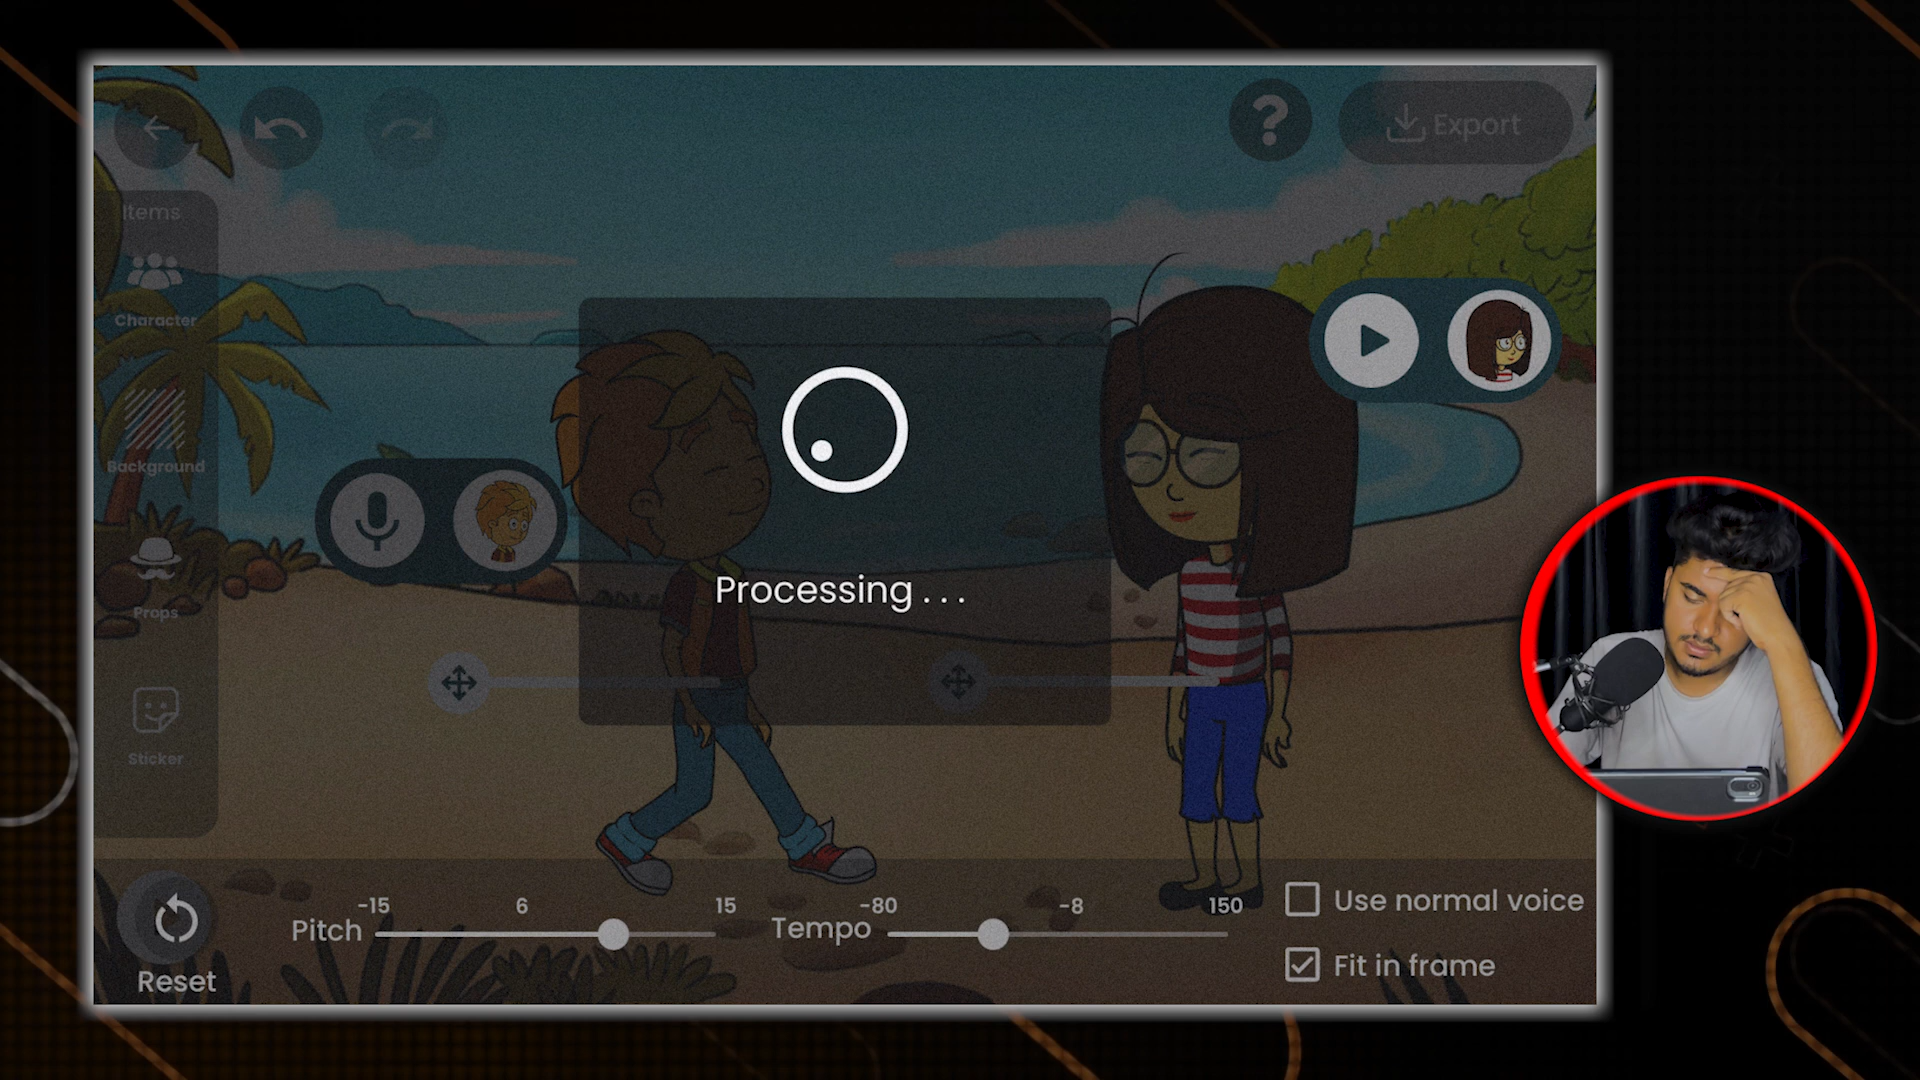 Export
Items
Character
Background
Props
Sticker
Processing . . .
-15 6 15
Pitch
-80 -8 150
Tempo
Use normal voice
Fit in frame
Reset